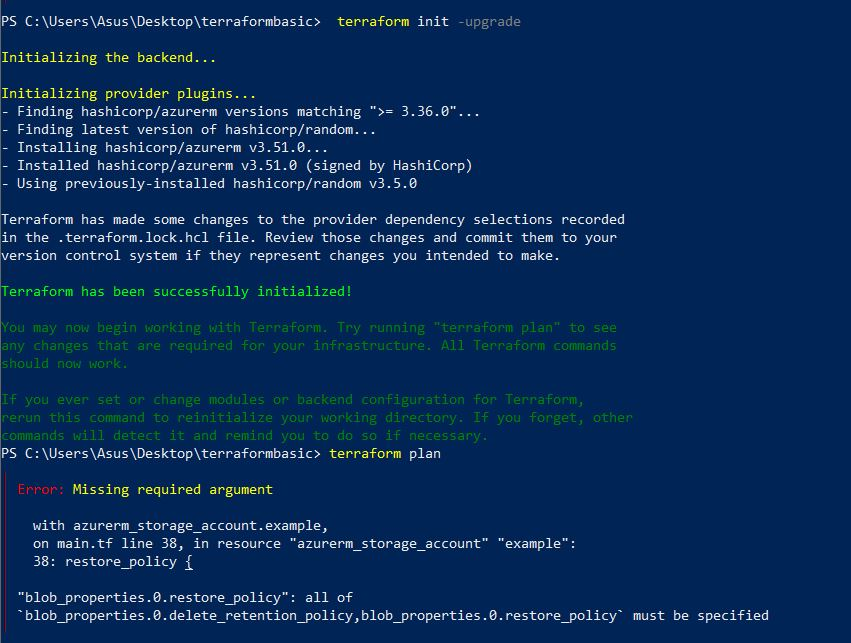 PS C:\Users\Asus\Desktop\terraformbasic>  terraform init -upgrade
Initializing the backend...
Initializing provider plugins...
- Finding hashicorp/azurerm versions matching ">= 3.36.0"...
- Finding latest version of hashicorp/random...
- Installing hashicorp/azurerm v3.51.0...
- Installed hashicorp/azurerm v3.51.0 (signed by HashiCorp)
- Using previously-installed hashicorp/random v3.5.0
Terraform has made some changes to the provider dependency selections recorded
in the .terraform.lock.hcl file. Review those changes and commit them to your
version control system if they represent changes you intended to make.
Terraform has been successfully initialized!
You may now begin working with Terraform. Try running "terraform plan" to see
any changes that are required for your infrastructure. All Terraform commands
should now work.
If you ever set or change modules or backend configuration for Terraform,
rerun this command to reinitialize your working directory. If you forget, other
commands will detect it and remind you to do so if necessary.
PS C:\Users\Asus\Desktop\terraformbasic> terraform plan
Error: Missing required argument
with azurerm_storage_account.example,
on main.tf line 38, in resource "azurerm_storage_account" "example":
38: restore_policy {
"blob_properties.0.restore_policy": all of
`blob_properties.0.delete_retention_policy,blob_properties.0.restore_policy` must be specified